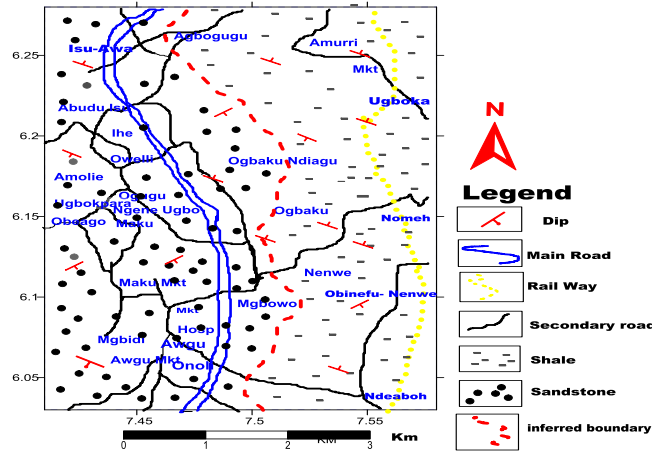 6.25
6.2
6.15
6.1
6.05
7.45
7.5
7.55
Agbogugu
Isu-Awa
Amurri
Mkt
Ugboka
Abudu Isu
Ihe
Owelli
Ogbaku Ndiagu
Amolie
Ogugu
Ugbokpara
Ngene Ugbo
Ogbaku
Obeago
Maku
Nomeh
Nenwe
Maku Mkt
Obinefu- Nenwe
Mgbowo
Mkt
Hosp
Mgbidi
Awgu
Awgu Mkt
Onoli
Ndeaboh
0
1
2
3
KM
Km
N
Legend
Dip
Main Road
Rail Way
Secondary road
Shale
Sandstone
inferred boundary